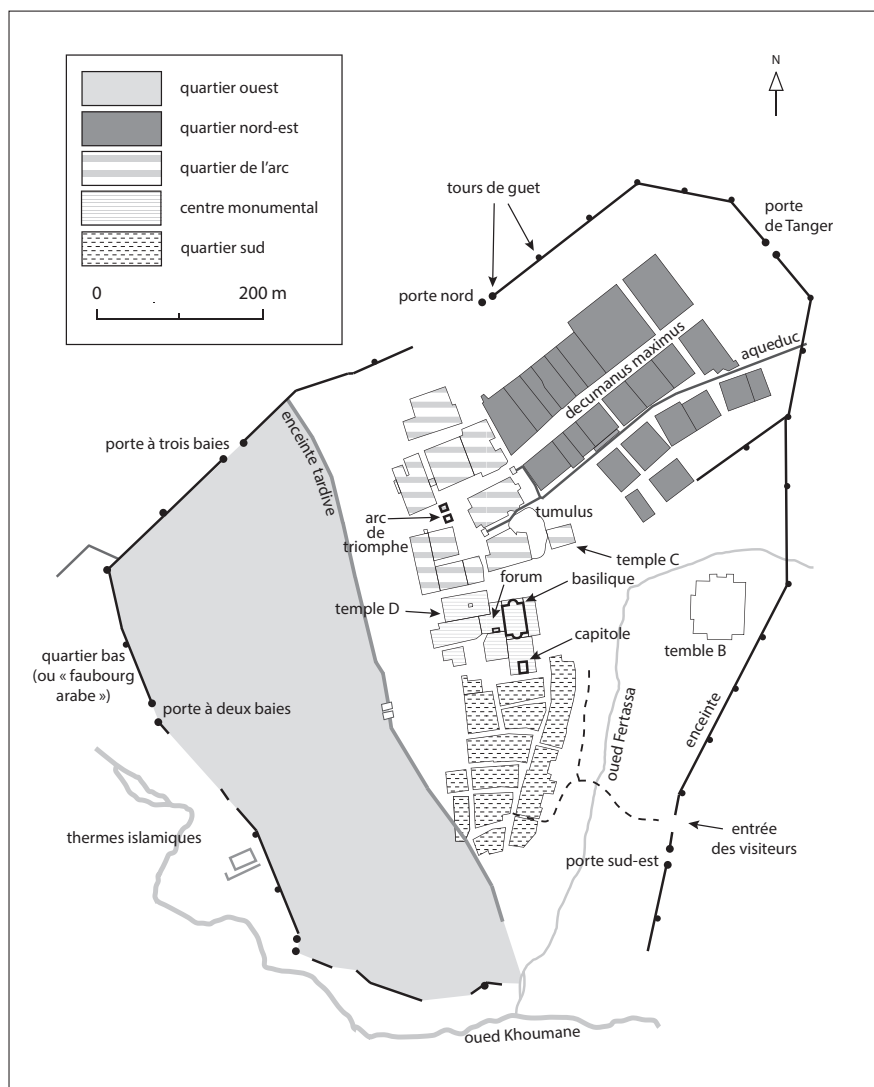 quartier ouest
quartier nord-est
quartier de l'arc
centre monumental
quartier sud
0
200 m
N
tours de guet
porte
de Tanger
porte nord
decumanus maximus
aqueduc
enceinte tardive
porte à trois baies
arc
de
triomphe
tumulus
temple C
forum
basilique
temple D
capitole
temble B
quartier bas
(ou « faubourg
arabe »)
porte à deux baies
oued Fertassa
enceinte
thermes islamiques
entrée
des visiteurs
porte sud-est
oued Khoumane